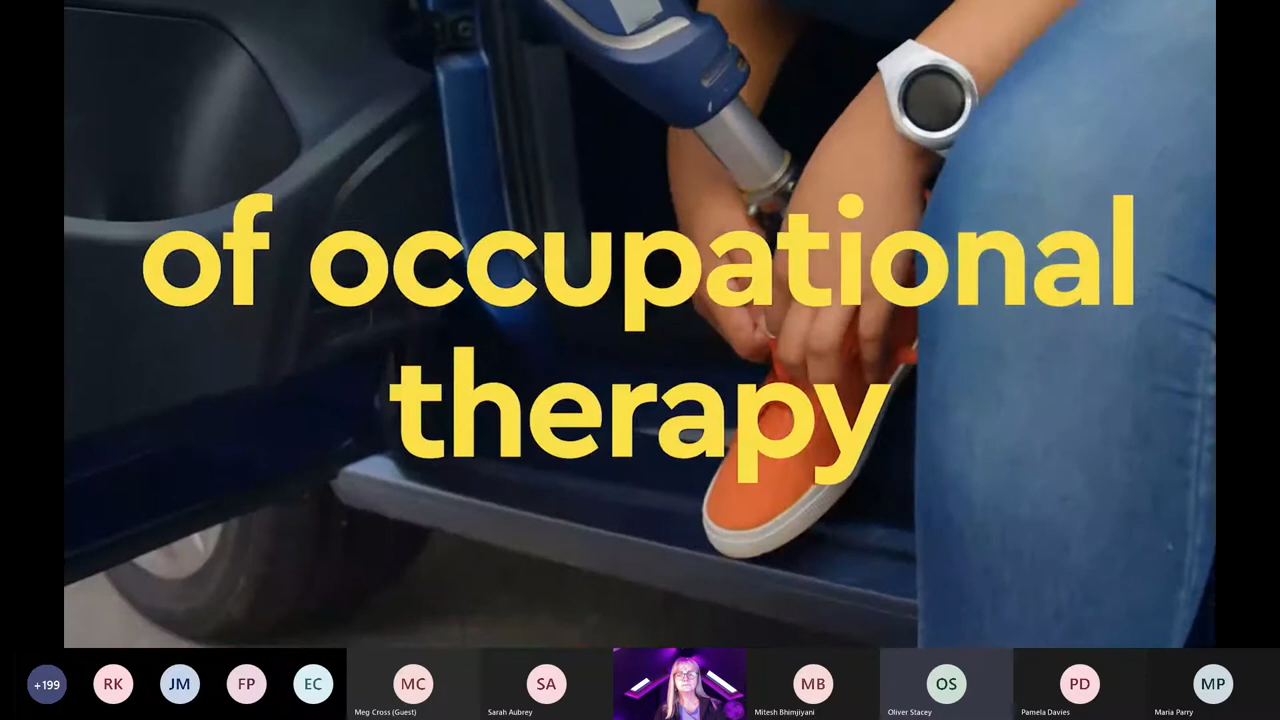 of occupational
therapy
+199
RK
JM
FP
EC
MC
SA
MB
OS
PD
MP
Meg Cross (Guest)
Sarah Aubrey
Mitesh Bhimjiyani
Oliver Stacey
Pamela Davies
Maria Parry